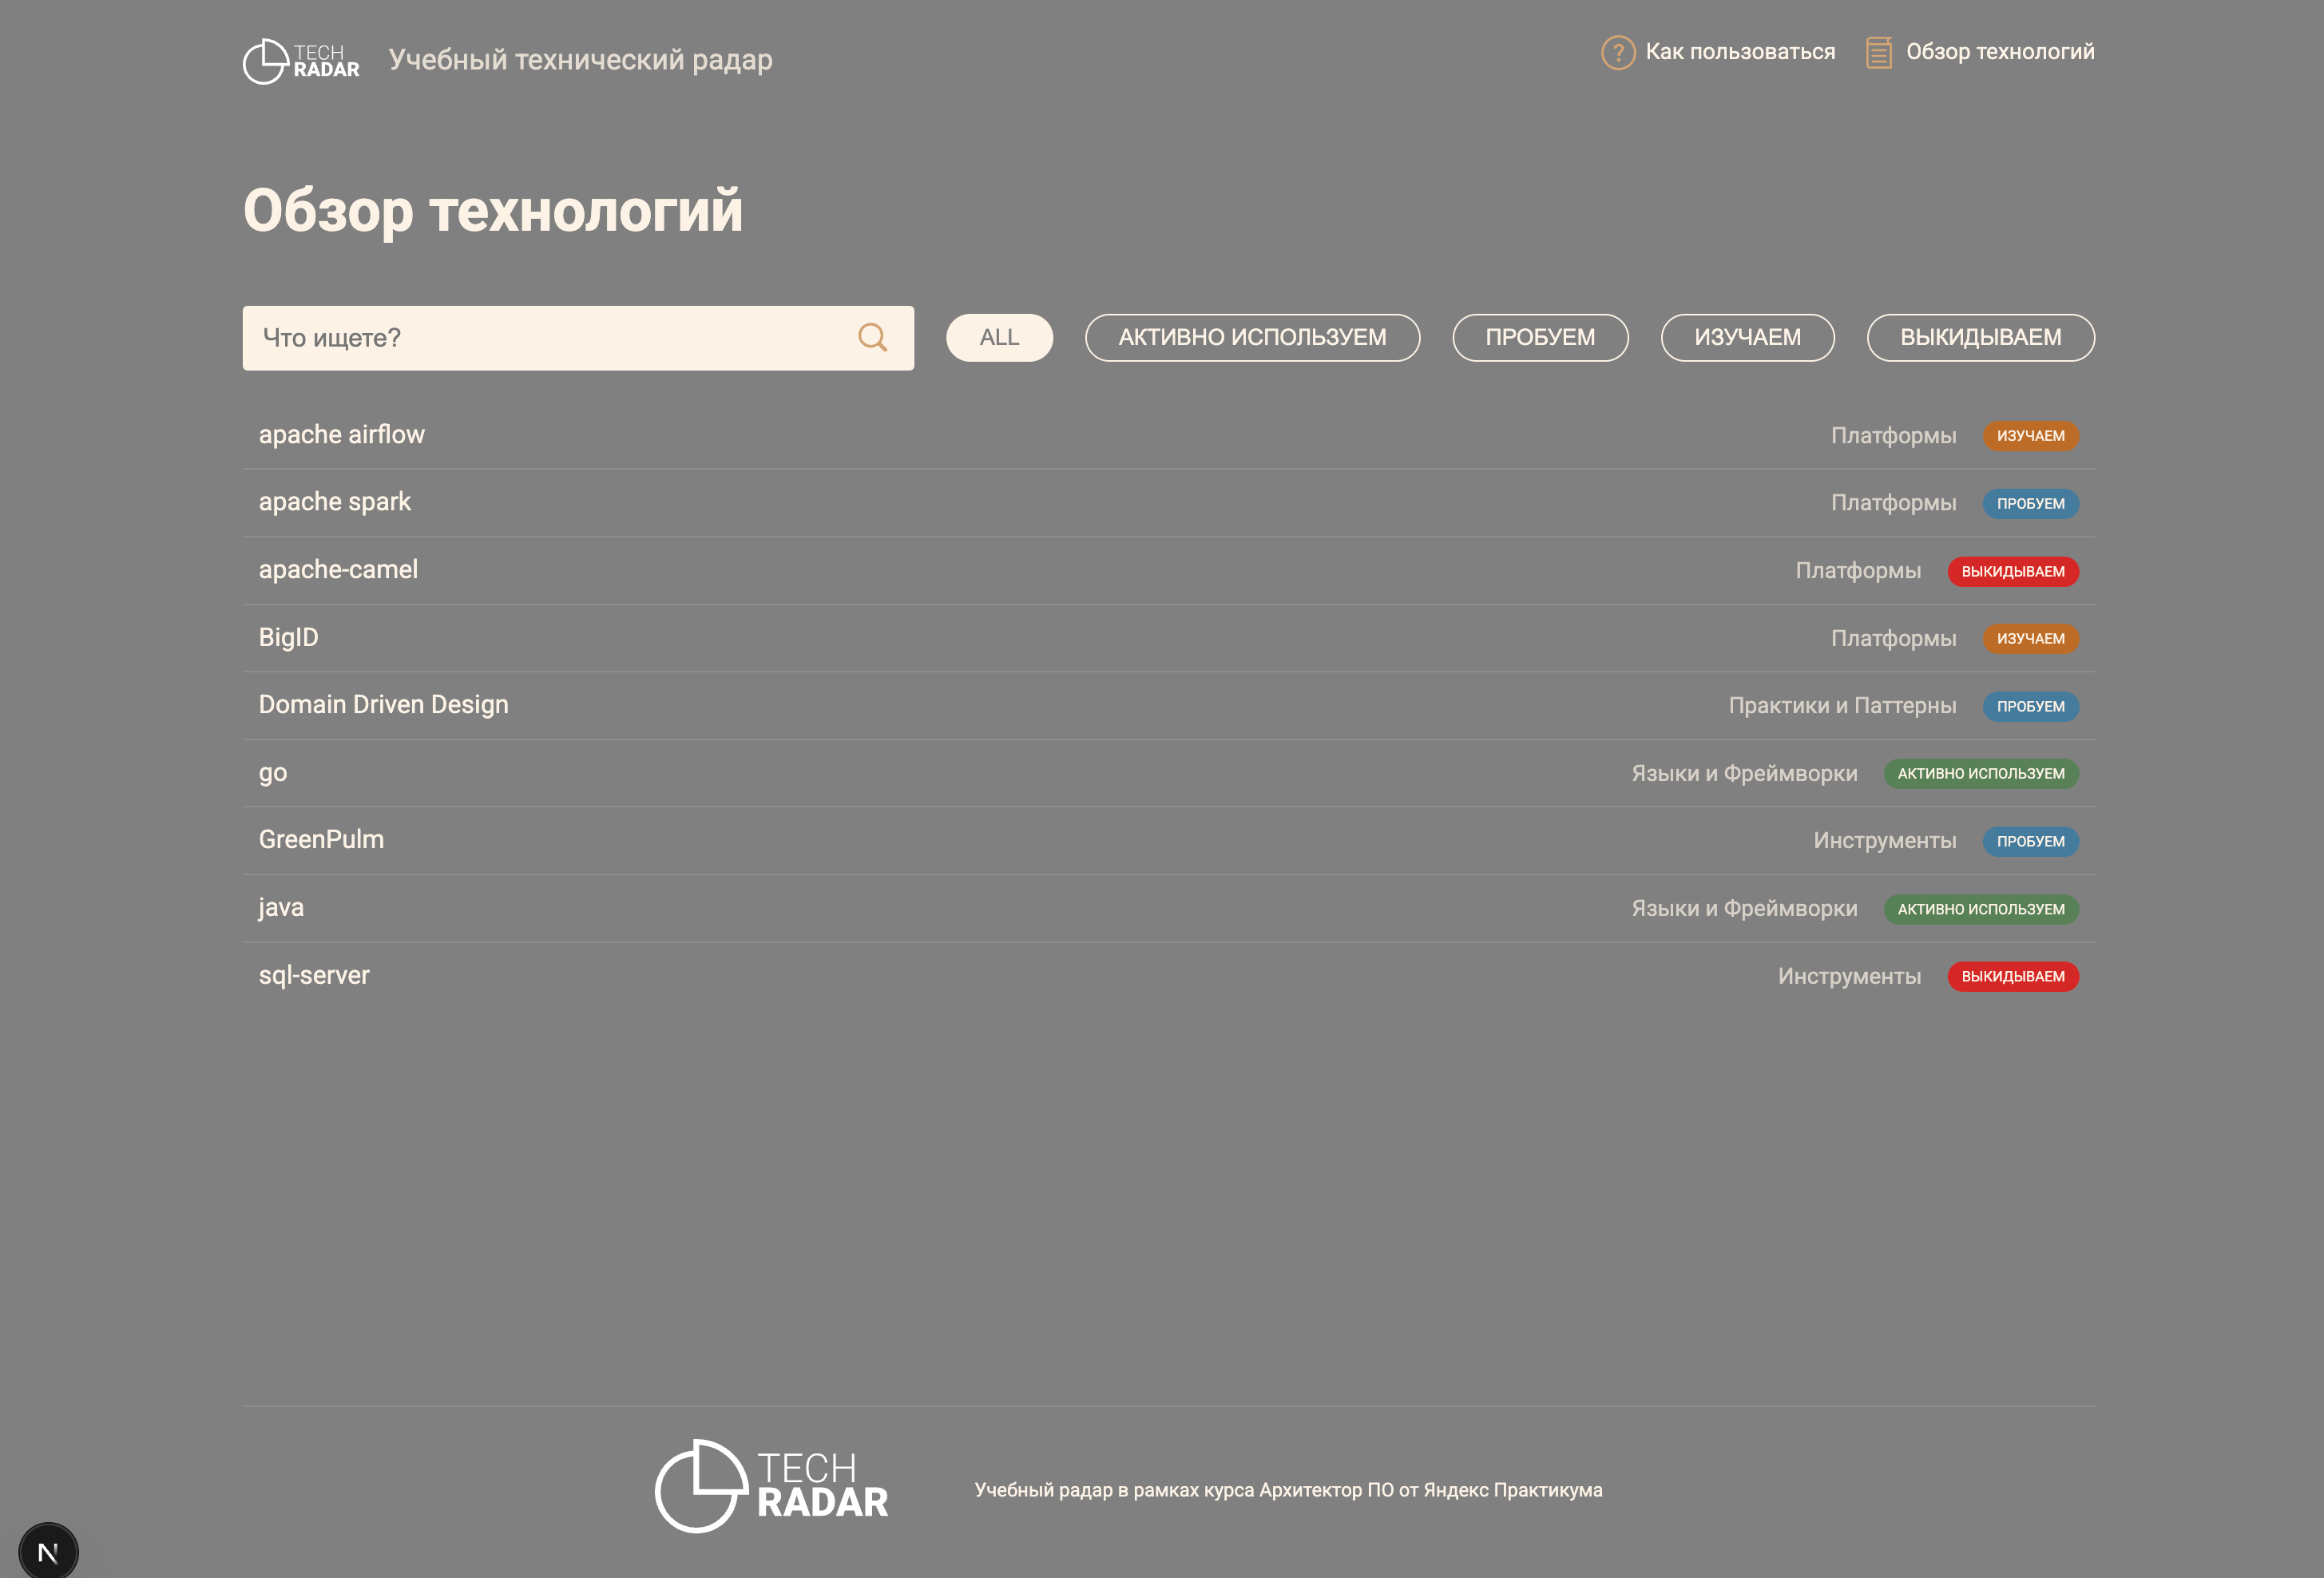 TECH
RADAR
Учебный технический радар
? Как пользоваться
Обзор технологий
Обзор технологий
Что ищете?
ALL
АКТИВНО ИСПОЛЬЗУЕМ
ПРОБУЕМ
ИЗУЧАЕМ
ВЫКИДЫВАЕМ
apache airflow Платформы ИЗУЧАЕМ
apache spark Платформы ПРОБУЕМ
apache-camel Платформы ВЫКИДЫВАЕМ
BigID Платформы ИЗУЧАЕМ
Domain Driven Design Практики и Паттерны ПРОБУЕМ
go Языки и Фреймворки АКТИВНО ИСПОЛЬЗУЕМ
GreenPulm Инструменты ПРОБУЕМ
java Языки и Фреймворки АКТИВНО ИСПОЛЬЗУЕМ
sql-server Инструменты ВЫКИДЫВАЕМ
TECH
RADAR
Учебный радар в рамках курса Архитектор ПО от Яндекс Практикума
N